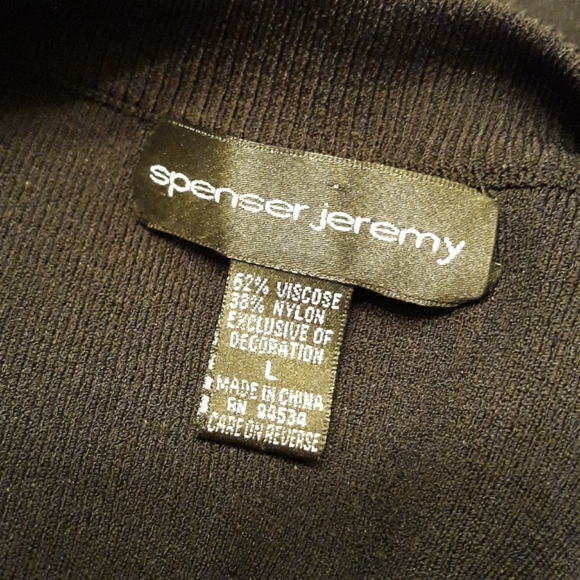 spenser jeremy
62% VISCOSE
38% NYLON
EXCLUSIVE OF
DECORATION
L
MADE IN CHINA
RN 94534
CARE ON REVERSE